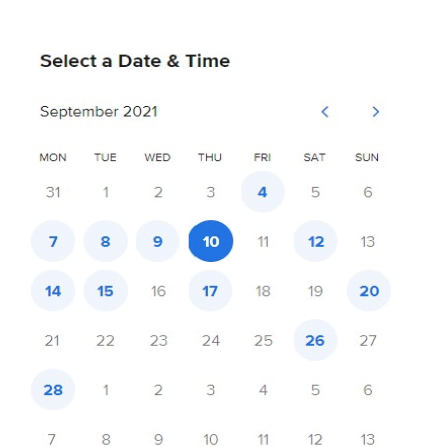 Select a Date & Time
September 2021
MON TUE WED THU FRI SAT SUN
31 1 2 3 4 5 6
7 8 9 10 11 12 13
14 15 16 17 18 19 20
21 22 23 24 25 26 27
28 1 2 3 4 5 6
7 8 9 10 11 12 13